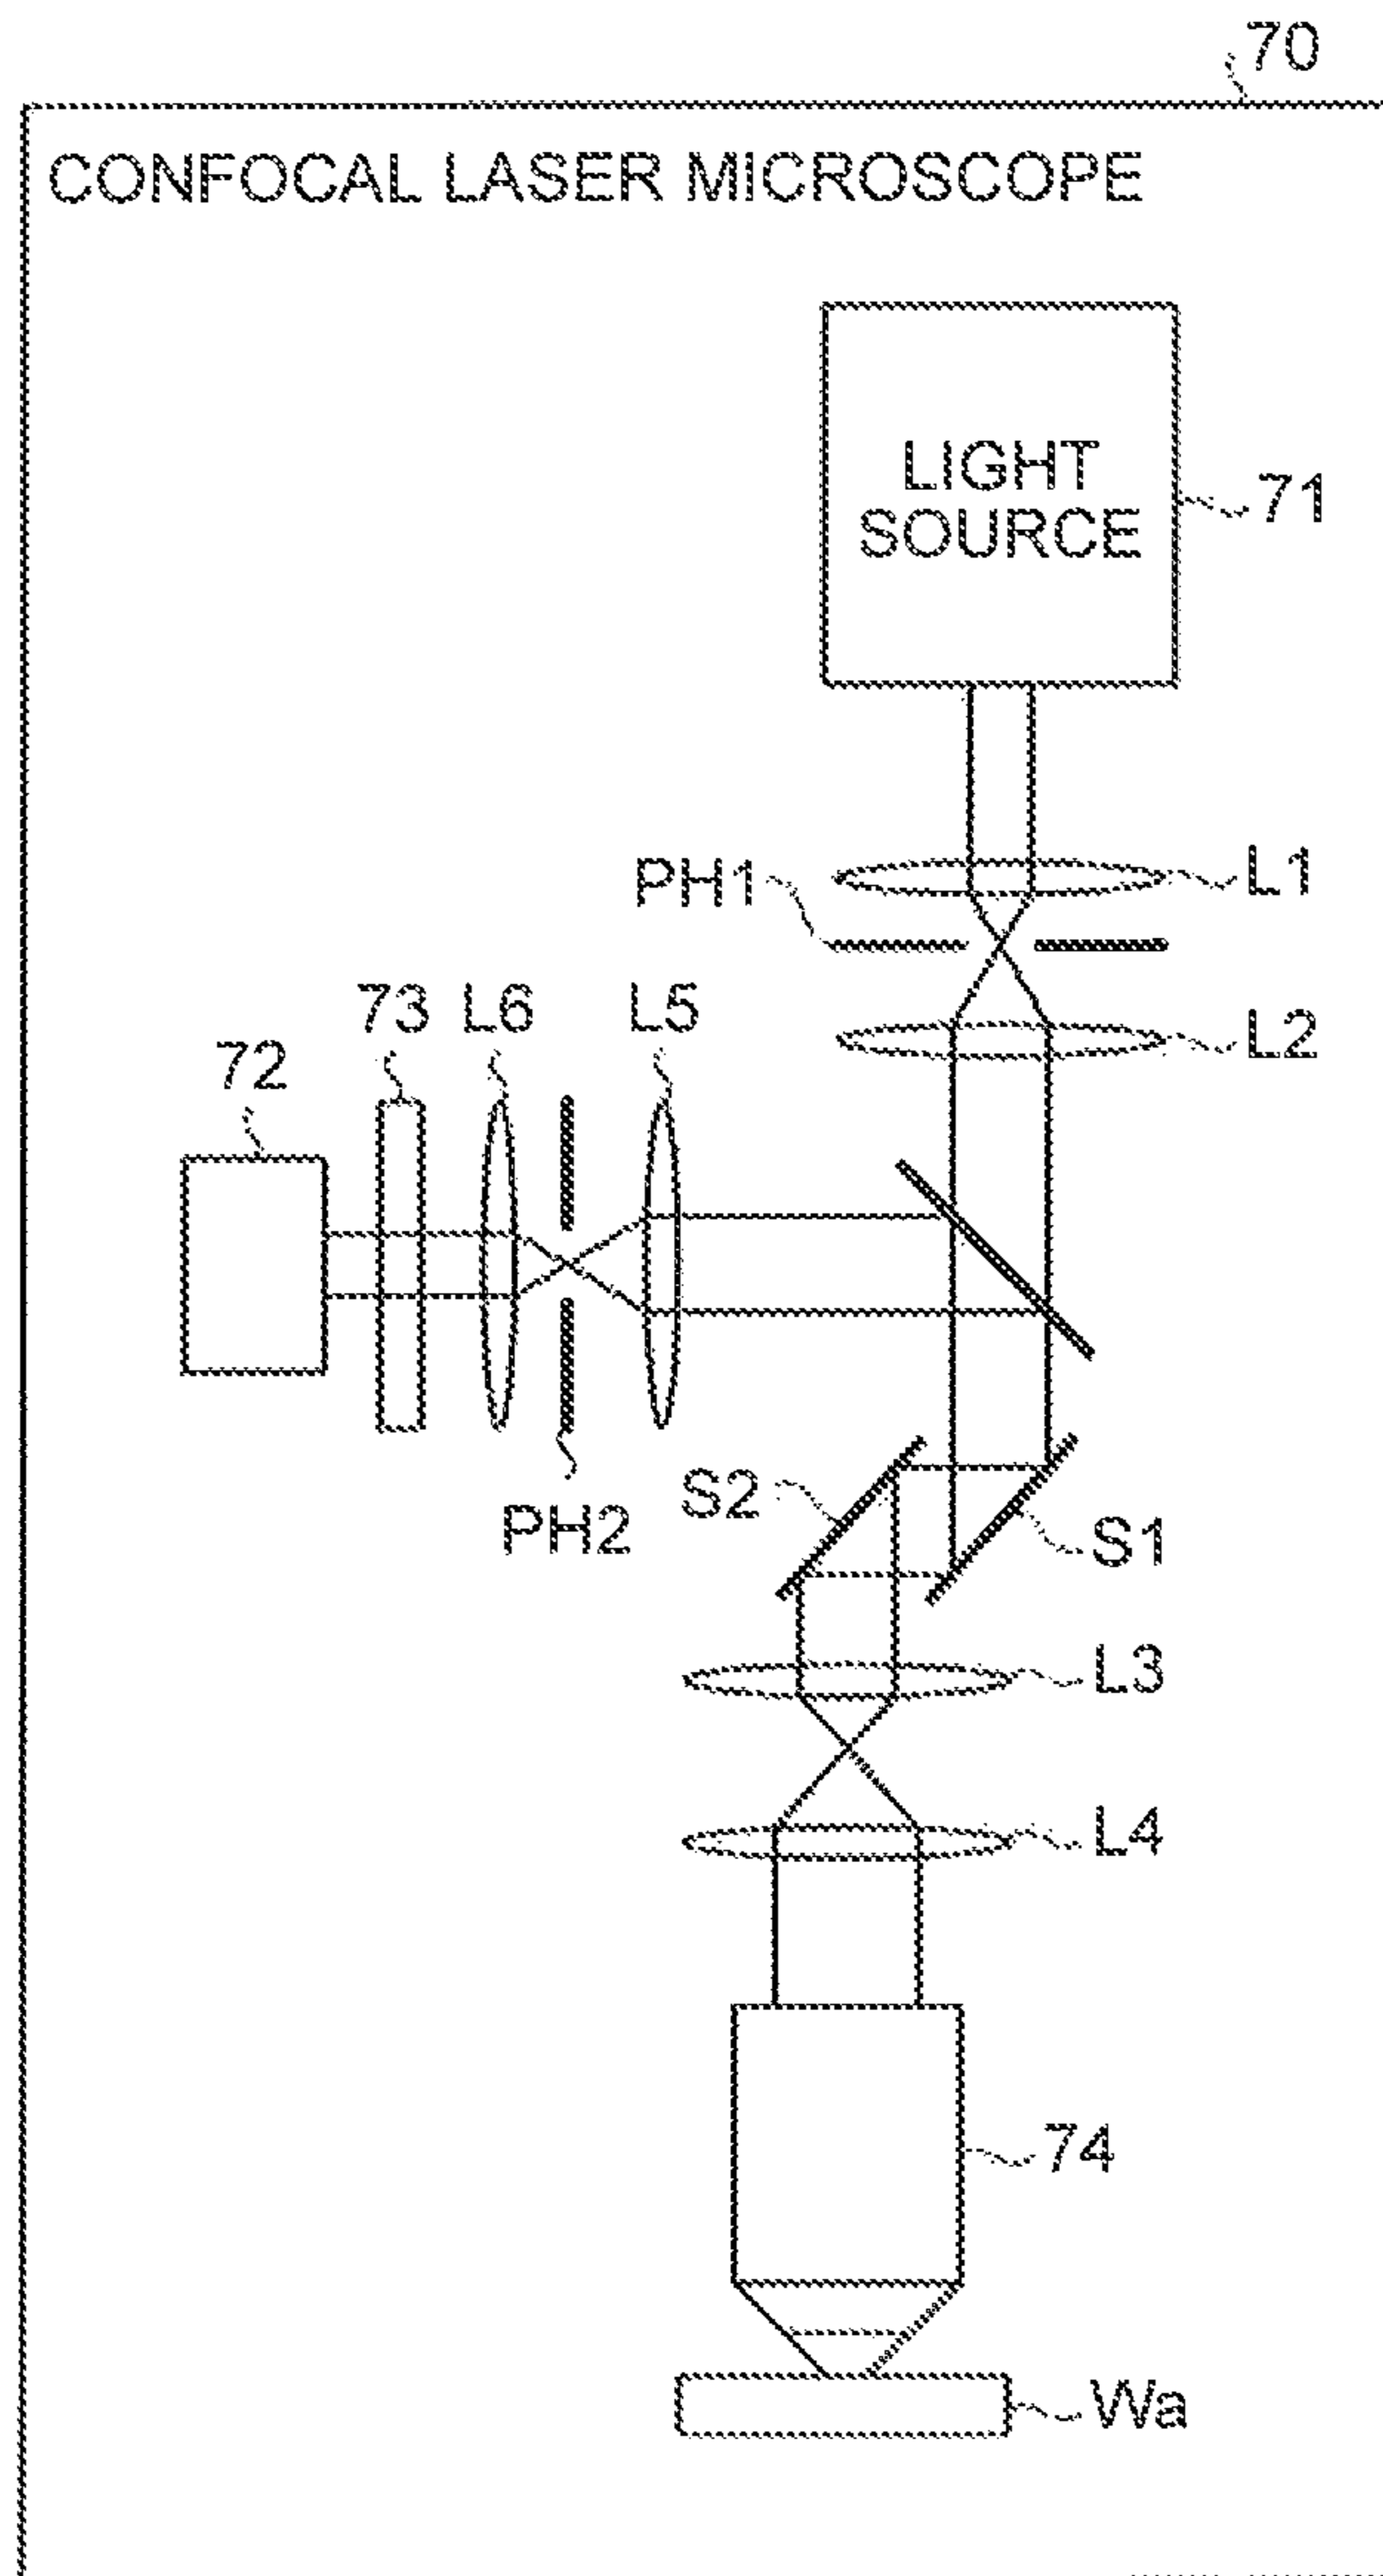 70
CONFOCAL LASER MICROSCOPE
LIGHT
SOURCE
71
PH1
L1
73
L6
L5
L2
72
S2
PH2
S1
L3
L4
74
Wa